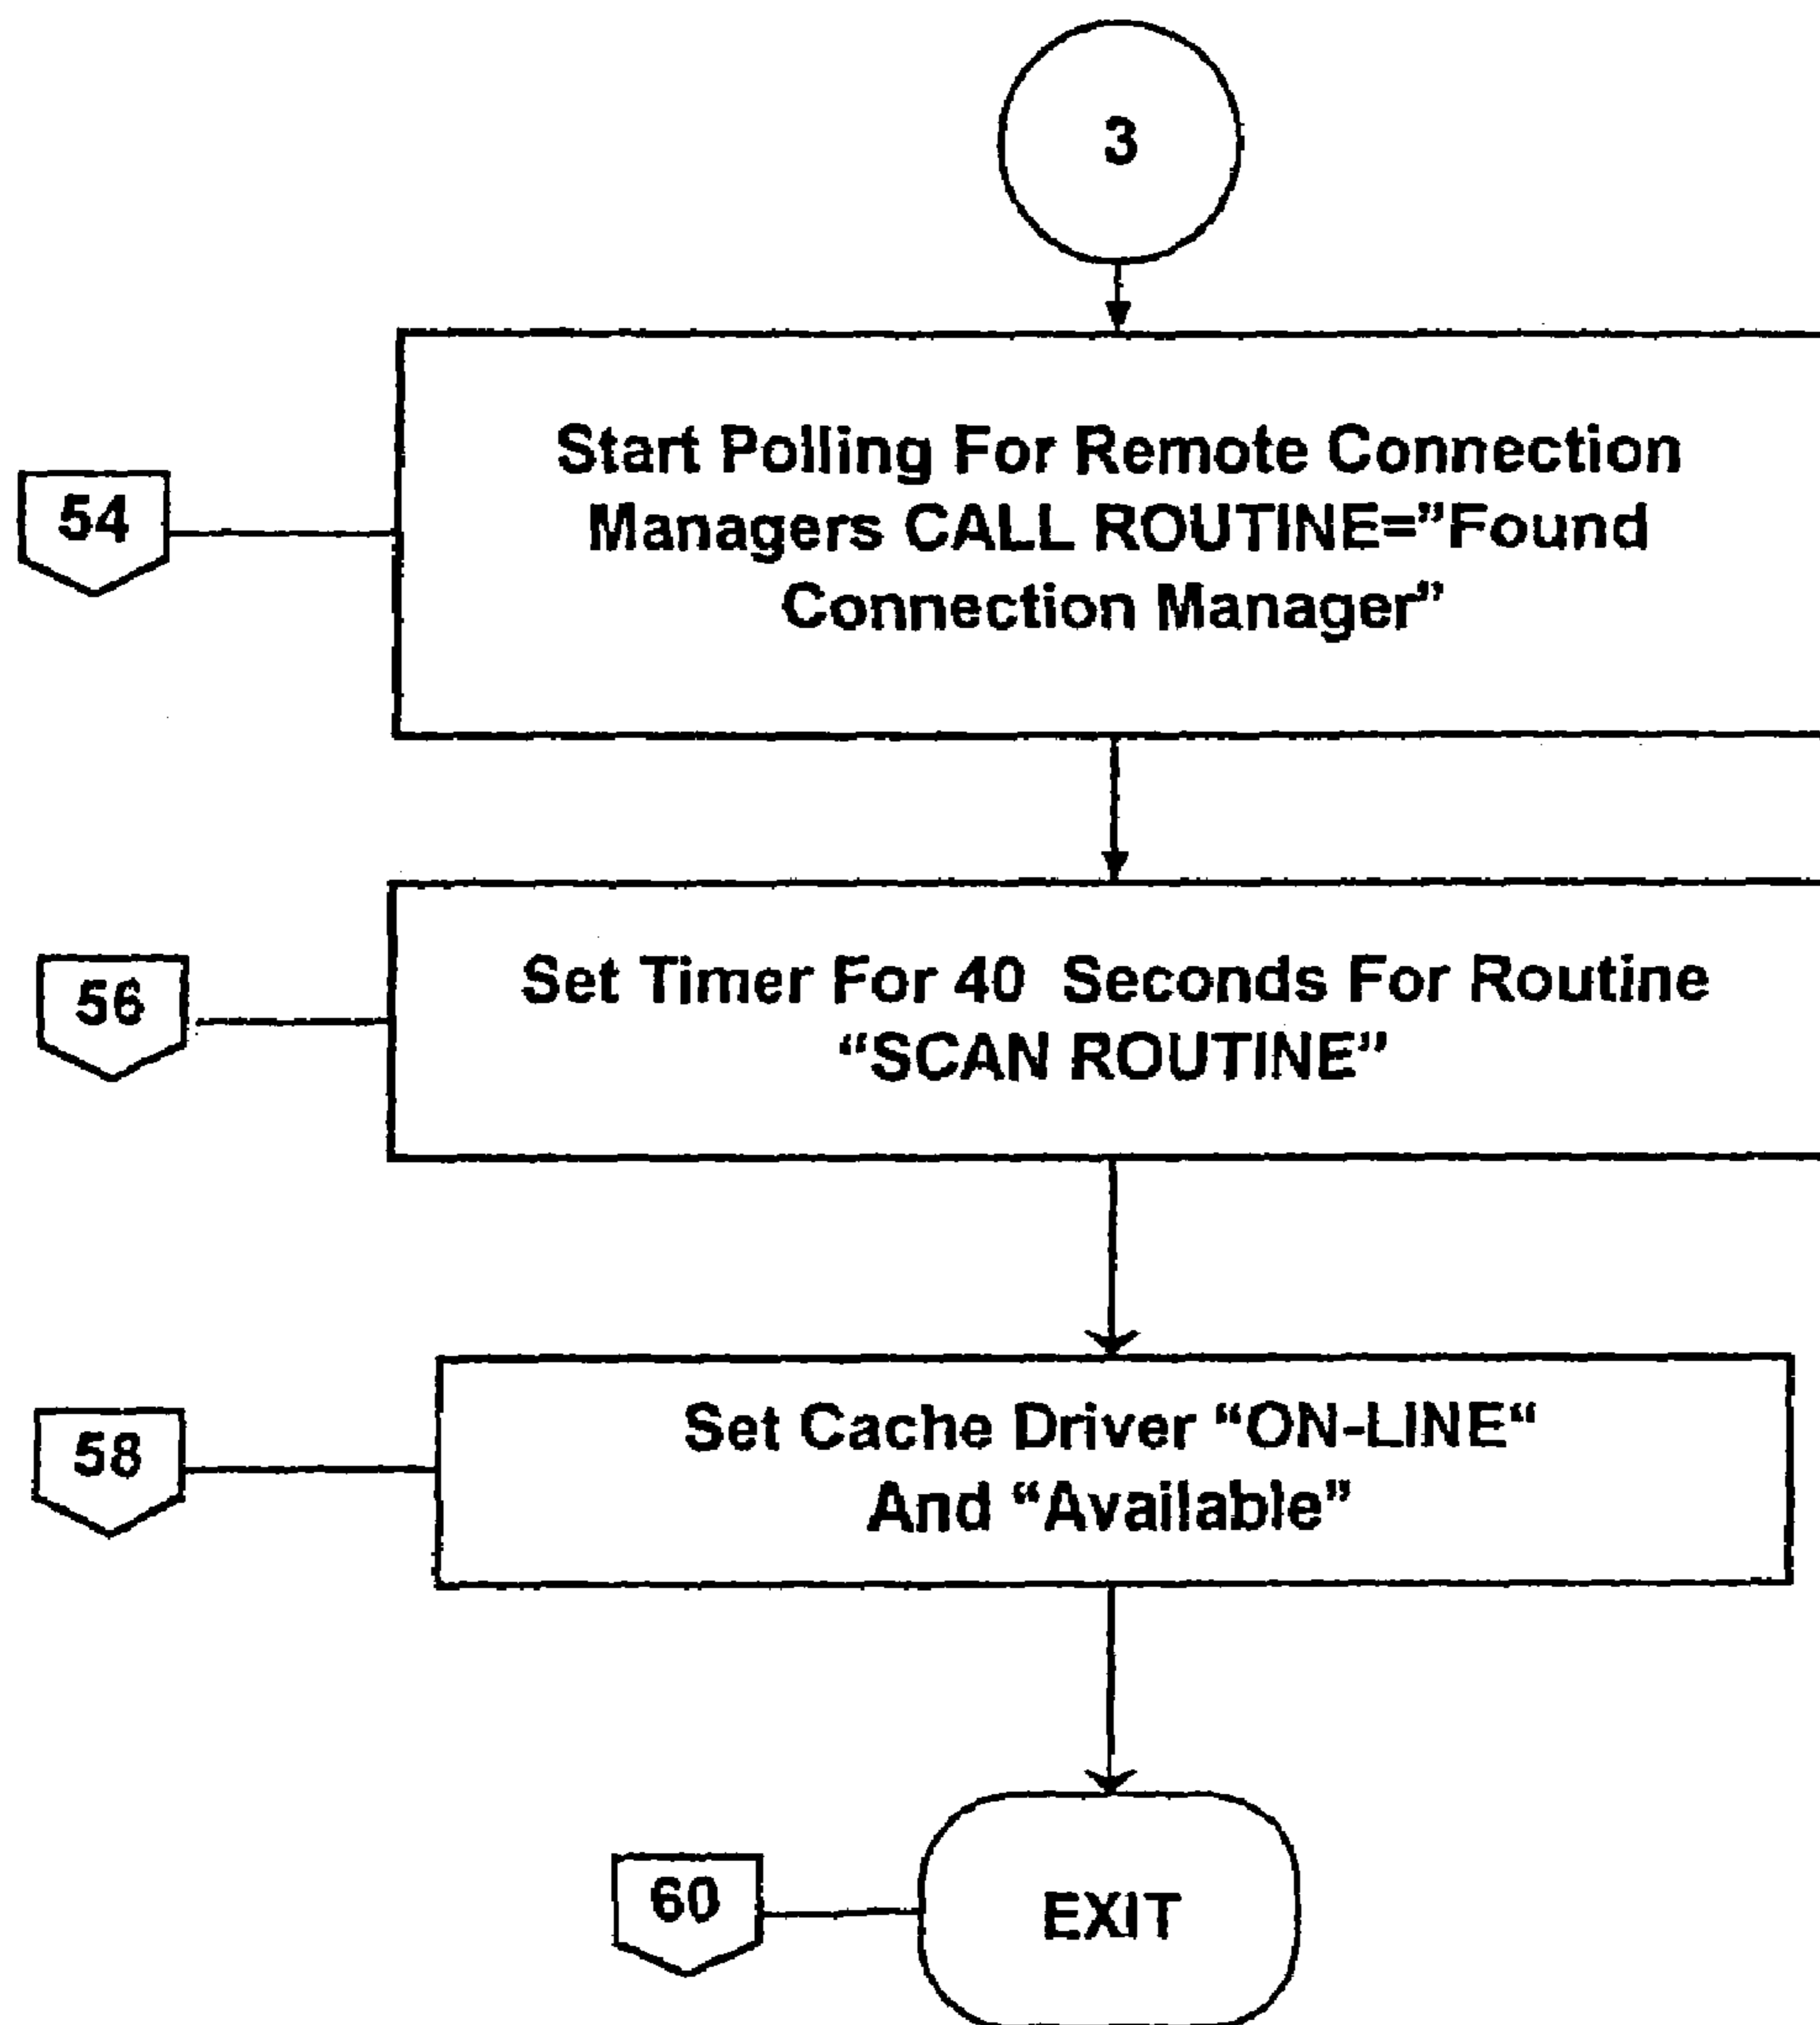 3
54
Start Polling For Remote Connection
Managers CALL ROUTINE=”Found
Connection Manager”
56
Set Timer For 40 Seconds For Routine
“SCAN ROUTINE”
58
Set Cache Driver “ON-LINE“
And “Available”
60
EXIT